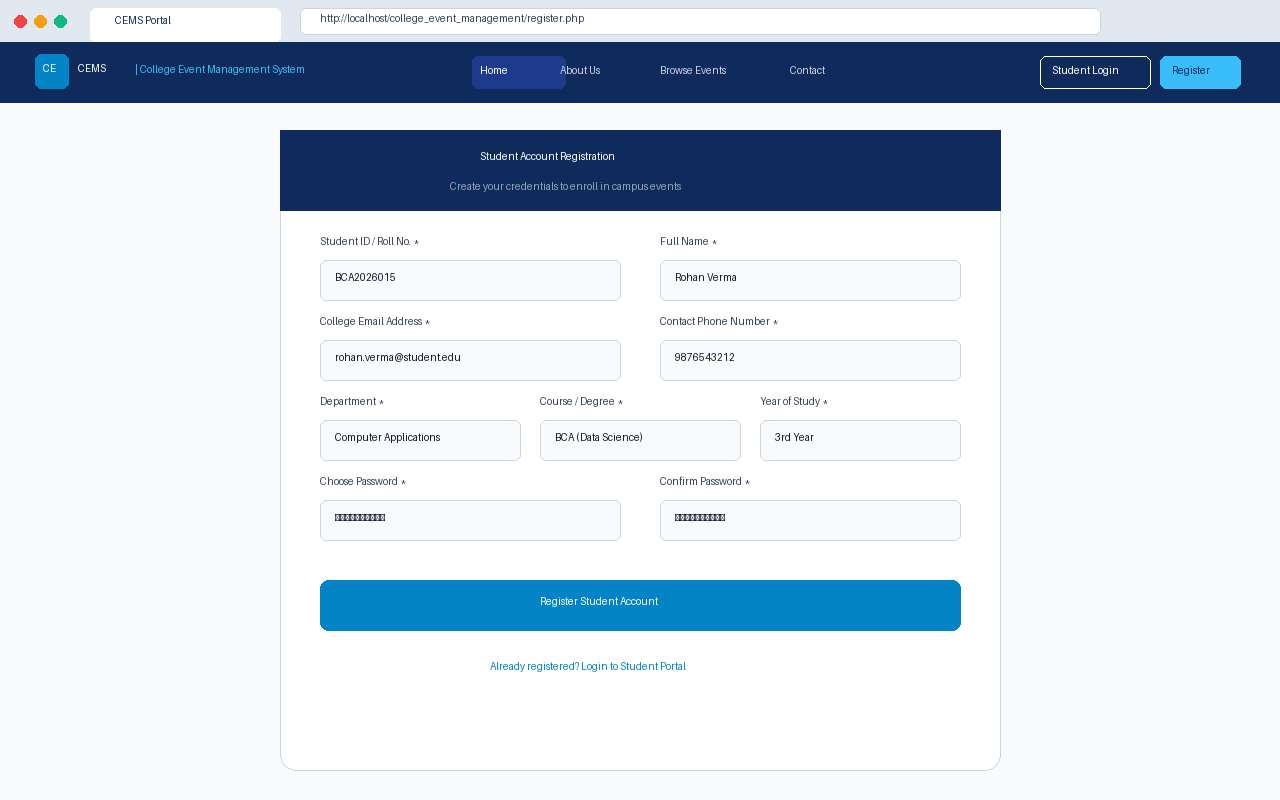 CEMS Portal
http://localhost/college_event_management/register.php
CE CEMS | College Event Management System Home About Us Browse Events Contact Student Login Register
Student Account Registration
Create your credentials to enroll in campus events
Student ID / Roll No. * Full Name *
BCA2026015 Rohan Verma
College Email Address * Contact Phone Number *
rohan.verma@student.edu 9876543212
Department * Course / Degree * Year of Study *
Computer Applications BCA (Data Science) 3rd Year
Choose Password * Confirm Password *
Register Student Account
Already registered? Login to Student Portal